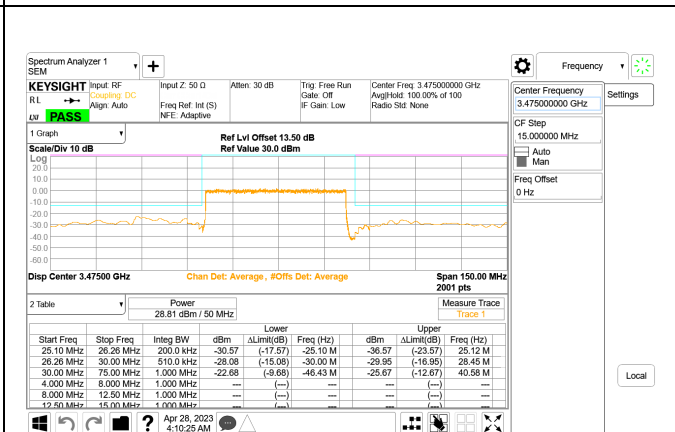 Spectrum Analyzer 1
SEM
+
Frequency
KEYSIGHT
RL
LXI
PASS
Input: RF
Coupling: DC
Align: Auto
Input Z: 50 Ω
Freq Ref: Int (S)
NFE: Adaptive
Atten: 30 dB
Trig: Free Run
Gate: Off
IF Gain: Low
Center Freq: 3.475000000 GHz
Avg|Hold: 100.00% of 100
Radio Std: None
Center Frequency
3.475000000 GHz
Settings
CF Step
15.000000 MHz
Auto
Man
Freq Offset
0 Hz
1 Graph
Scale/Div 10 dB
Ref Lvl Offset 13.50 dB
Ref Value 30.0 dBm
Log
20.0
10.0
0.00
-10.0
-20.0
-30.0
-40.0
-50.0
-60.0
Disp Center 3.47500 GHz
Chan Det: Average, #Offs Det: Average
Span 150.00 MHz
2001 pts
2 Table
Power
28.81 dBm / 50 MHz
Measure Trace
Trace 1
Lower Upper
Start Freq Stop Freq Integ BW dBm ΔLimit(dB) Freq (Hz) dBm ΔLimit(dB) Freq (Hz)
25.10 MHz 26.26 MHz 200.0 kHz -30.57 (-17.57) -25.10 M -36.57 (-23.57) 25.12 M
26.26 MHz 30.00 MHz 510.0 kHz -28.08 (-15.08) -30.00 M -29.95 (-16.95) 28.45 M
30.00 MHz 75.00 MHz 1.000 MHz -22.68 (-9.68) -46.43 M -25.67 (-12.67) 40.58 M
4.000 MHz 8.000 MHz 1.000 MHz --- (---) --- --- (---) ---
8.000 MHz 12.50 MHz 1.000 MHz --- (---) --- --- (---) ---
12.50 MHz 15.00 MHz 1.000 MHz --- (---) --- --- (---) ---
Local
?
Apr 28, 2023
4:10:25 AM